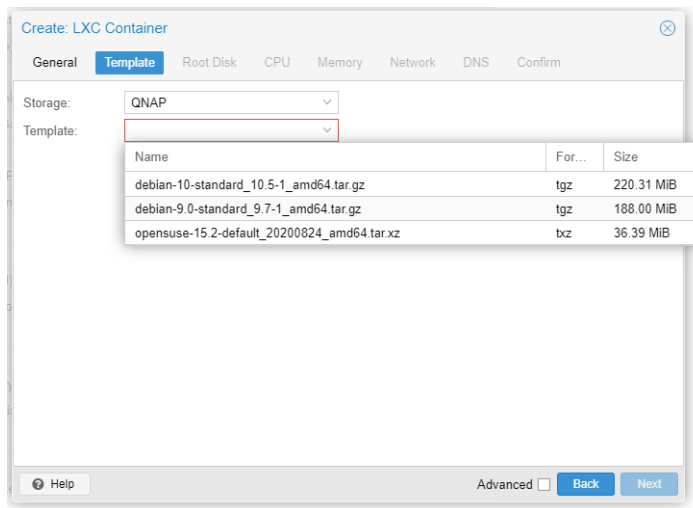 Create: LXC Container
General Template Root Disk CPU Memory Network DNS Confirm
Storage: QNAP
Template:
Name For... Size
debian-10-standard_10.5-1_amd64.tar.gz tgz 220.31 MiB
debian-9.0-standard_9.7-1_amd64.tar.gz tgz 188.00 MiB
opensuse-15.2-default_20200824_amd64.tar.xz txz 36.39 MiB
Help Advanced Back Next